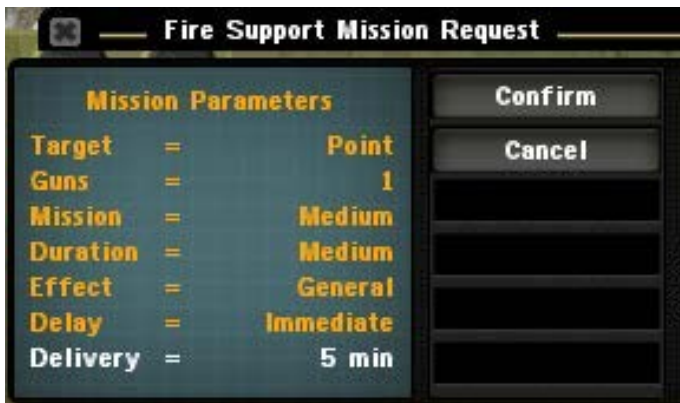 Fire Support Mission Request
Mission Parameters
Target = Point
Guns = 1
Mission = Medium
Duration = Medium
Effect = General
Delay = Immediate
Delivery = 5 min
Confirm
Cancel